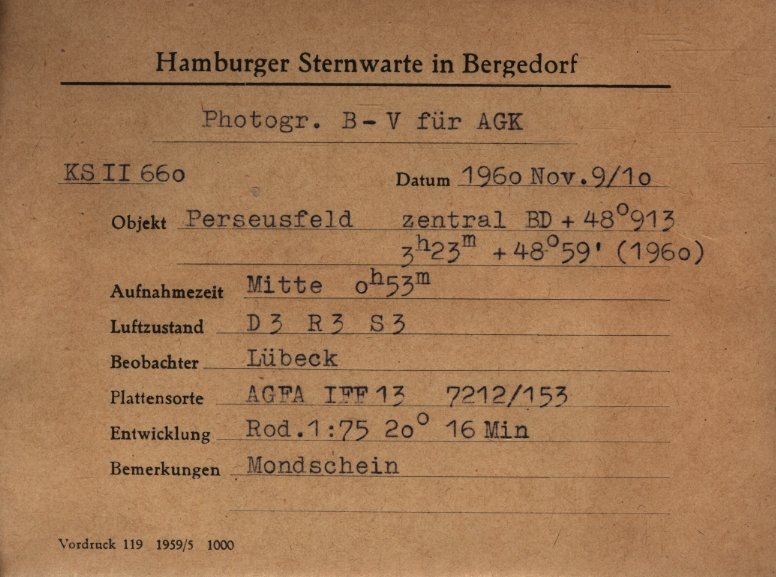 Hamburger Sternwarte in Bergedorf
Photogr. B-V für AGK
KS II 660 Datum 1960 Nov. 9/10
Objekt Perseusfeld zentral BD + 48°913
3ʰ23ᵐ +48°59' (1960)
Aufnahmezeit Mitte 0ʰ53ᵐ
Luftzustand D3 R3 S3
Beobachter Lübeck
Plattensorte AGFA IFF 13 7212/153
Entwicklung Rod. 1:75 20° 16 Min
Bemerkungen Mondschein
Vordruck 119 1959/5 1000